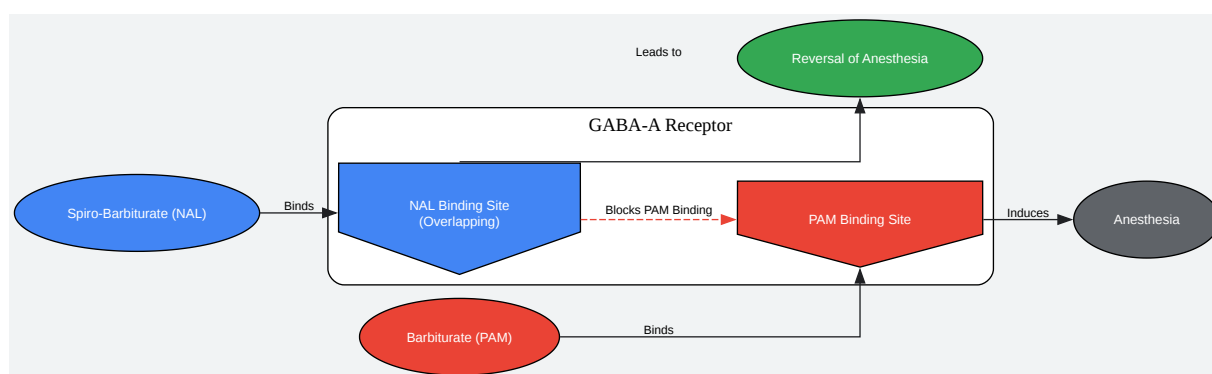 Leads to
Reversal of Anesthesia
GABA-A Receptor
Spiro-Barbiturate (NAL)
Binds
NAL Binding Site
(Overlapping)
Blocks PAM Binding
PAM Binding Site
Induces
Anesthesia
Barbiturate (PAM)
Binds